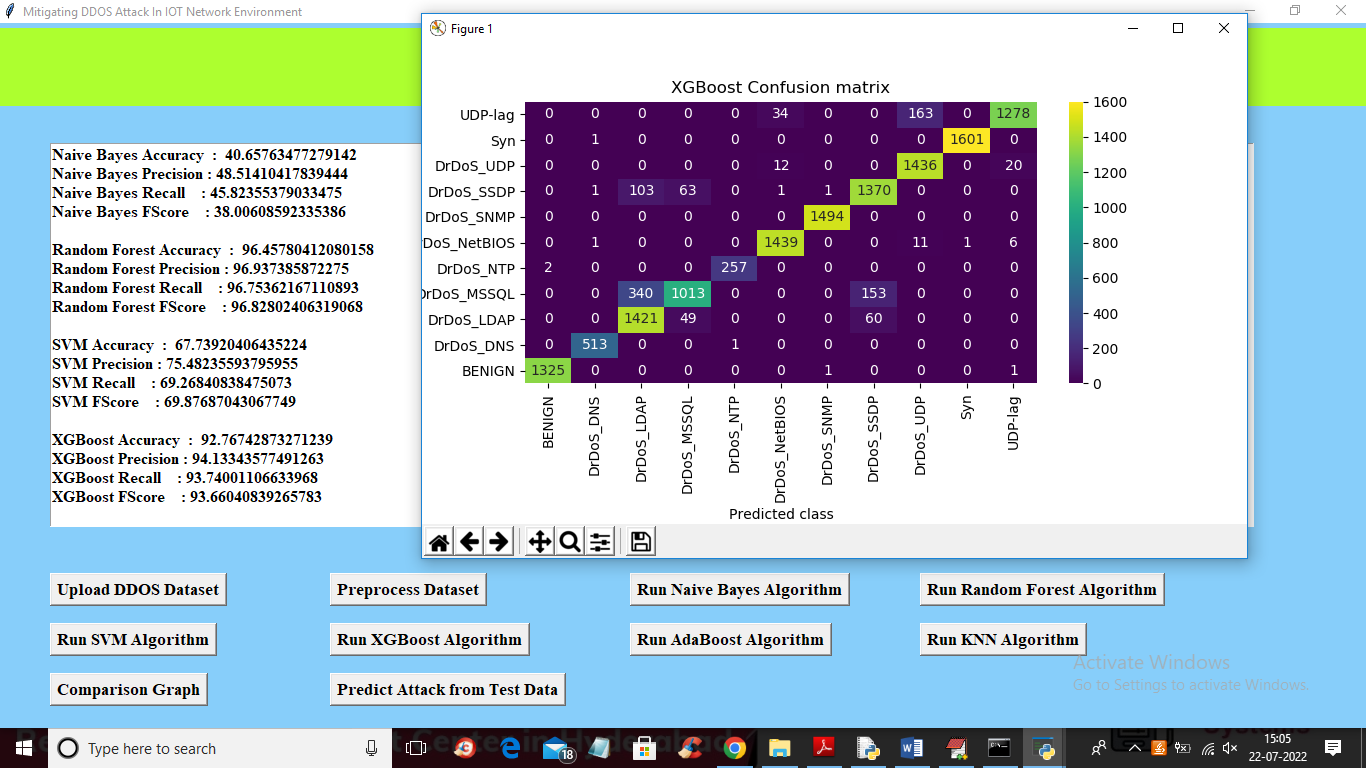 Mitigating DDOS Attack In IOT Network Environment
Figure 1
Naive Bayes Accuracy : 40.65763477279142
Naive Bayes Precision : 48.51410417839444
Naive Bayes Recall : 45.82355379033475
Naive Bayes FScore : 38.00608592335386
Random Forest Accuracy : 96.45780412080158
Random Forest Precision : 96.937385872275
Random Forest Recall : 96.75362167110893
Random Forest FScore : 96.82802406319068
SVM Accuracy : 67.73920406435224
SVM Precision : 75.48235593795955
SVM Recall : 69.26840838475073
SVM FScore : 69.87687043067749
XGBoost Accuracy : 92.76742873271239
XGBoost Precision : 94.13343577491263
XGBoost Recall : 93.74001106633968
XGBoost FScore : 93.66040839265783
XGBoost Confusion matrix
UDP-lag 0 0 0 0 0 34 0 0 163 0 1278
Syn 0 1 0 0 0 0 0 0 0 1601 0
DrDoS_UDP 0 0 0 0 0 12 0 0 1436 0 20
DrDoS_SSDP 0 1 103 63 0 1 1 1370 0 0 0
DrDoS_SNMP 0 0 0 0 0 0 1494 0 0 0 0
DoS_NetBIOS 0 1 0 0 0 1439 0 0 11 1 6
DrDoS_NTP 2 0 0 0 257 0 0 0 0 0 0
DrDoS_MSSQL 0 0 340 1013 0 0 0 153 0 0 0
DrDoS_LDAP 0 0 1421 49 0 0 0 60 0 0 0
DrDoS_DNS 0 513 0 0 1 0 0 0 0 0 0
BENIGN 1325 0 0 0 0 0 1 0 0 0 1
BENIGN DrDoS_DNS DrDoS_LDAP DrDoS_MSSQL DrDoS_NTP DrDoS_NetBIOS DrDoS_SNMP DrDoS_SSDP DrDoS_UDP Syn UDP-lag
Predicted class
1600
1400
1200
1000
800
600
400
200
0
Upload DDOS Dataset
Preprocess Dataset
Run Naive Bayes Algorithm
Run Random Forest Algorithm
Run SVM Algorithm
Run XGBoost Algorithm
Run AdaBoost Algorithm
Run KNN Algorithm
Comparison Graph
Predict Attack from Test Data
Activate Windows
Go to Settings to activate Windows.
Type here to search
18
15:05
22-07-2022